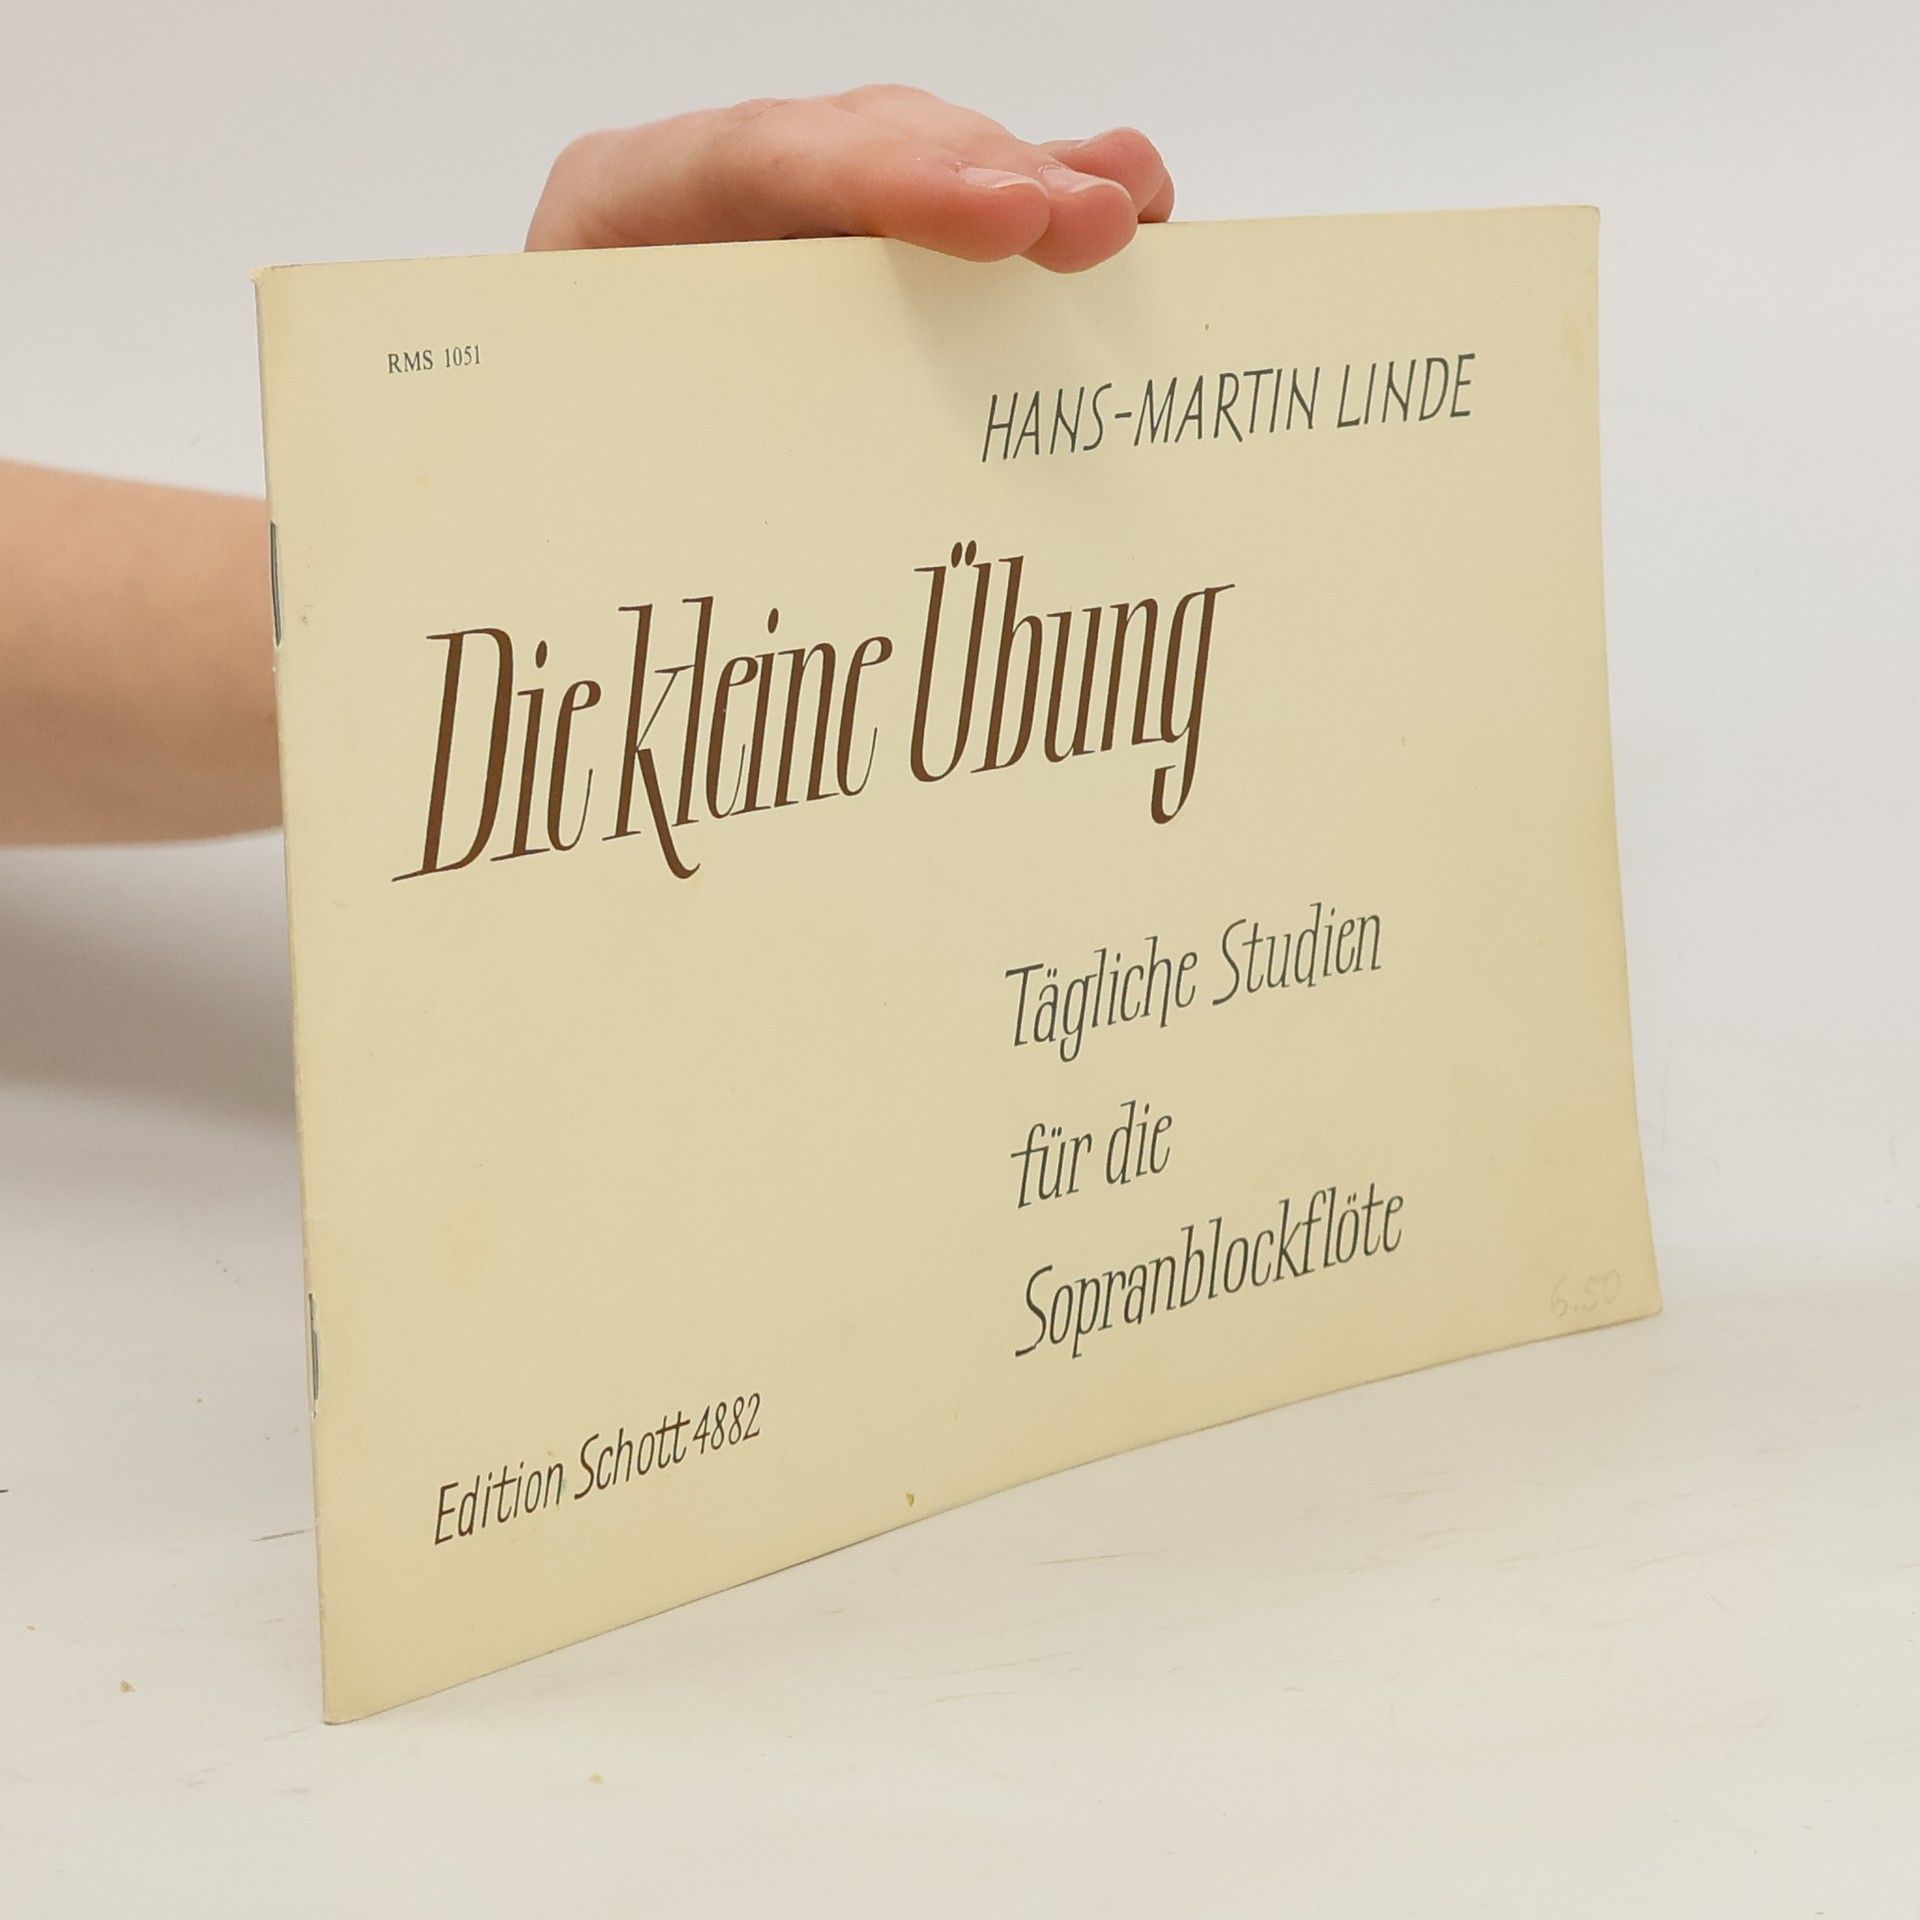 RMS 1051
HANS-MARTIN LINDE
Die kleine Übung
Tägliche Studien
für die
Sopranblockflöte
6.50
Edition Schott 4882